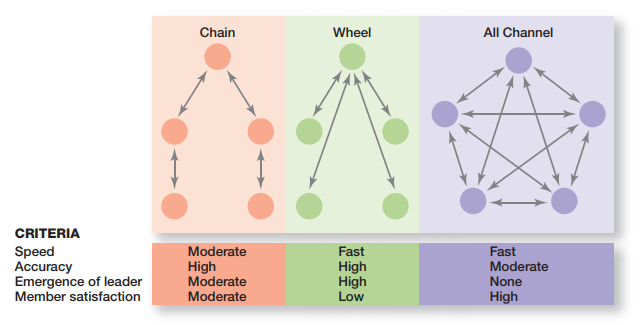 Chain Wheel All Channel
CRITERIA
Speed Moderate Fast Fast
Accuracy High High Moderate
Emergence of leader Moderate High None
Member satisfaction Moderate Low High